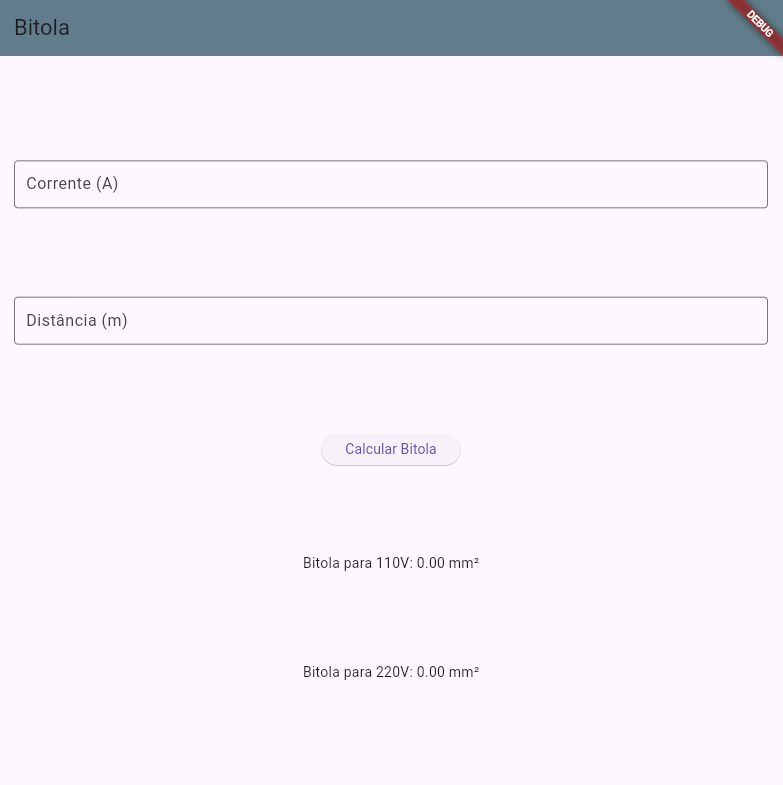 Bitola
DEBUG
Corrente (A)
Distância (m)
Calcular Bitola
Bitola para 110V: 0.00 mm²
Bitola para 220V: 0.00 mm²